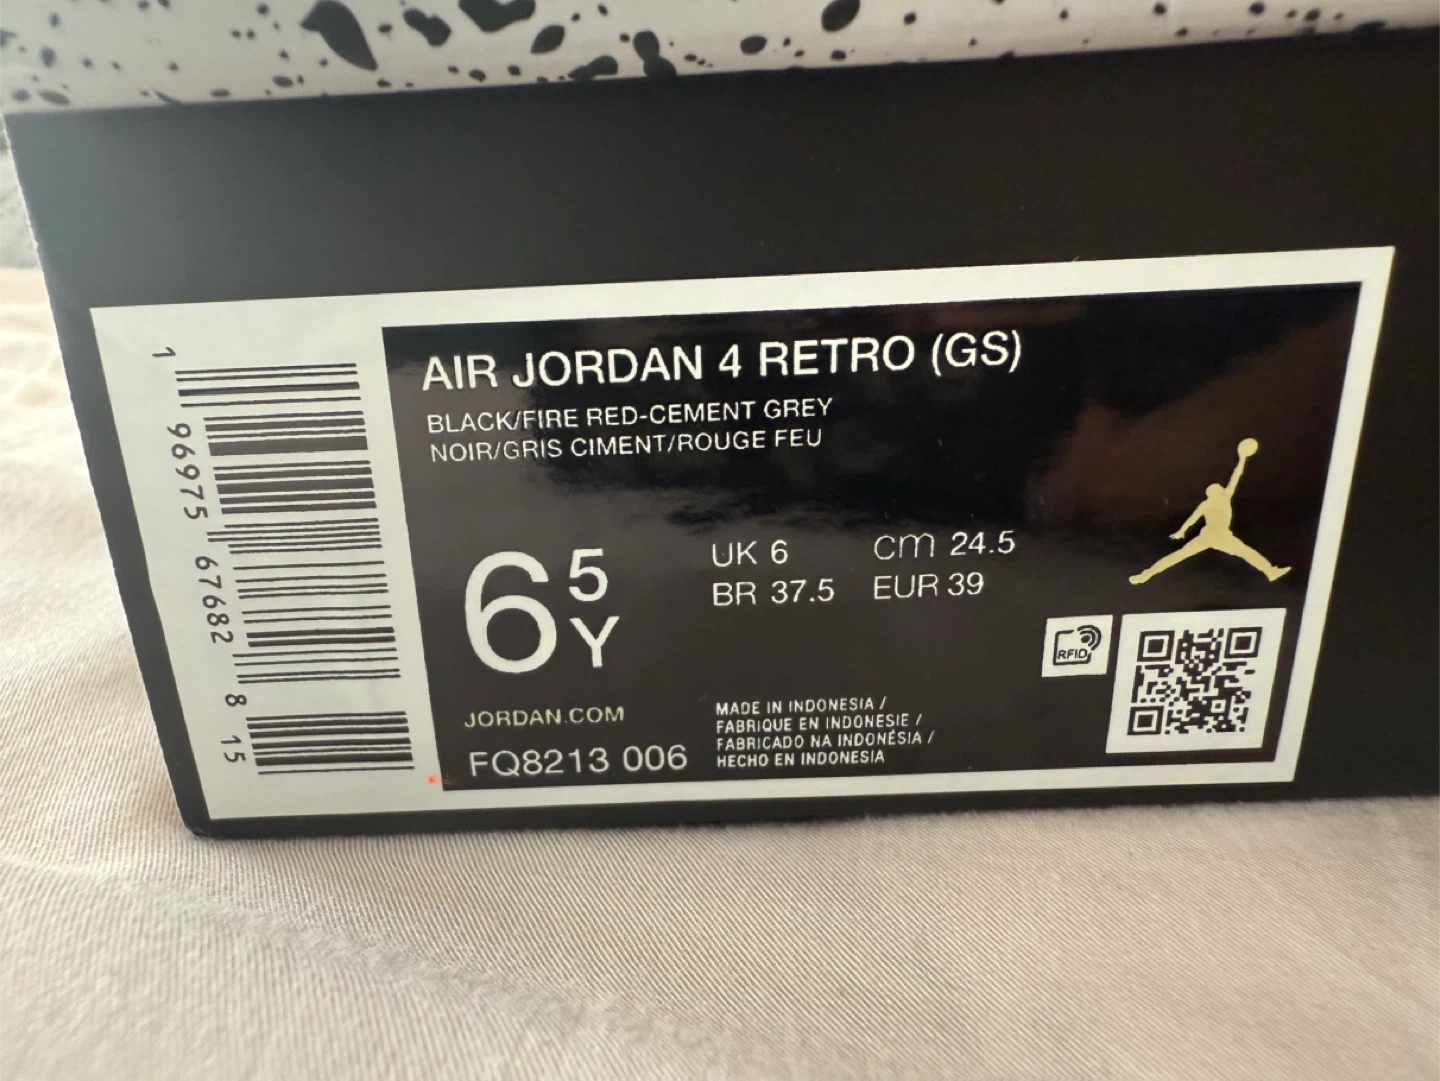 AIR JORDAN 4 RETRO (GS)
BLACK/FIRE RED-CEMENT GREY
NOIR/GRIS CIMENT/ROUGE FEU
6 5
Y
UK 6 cm 24.5
BR 37.5 EUR 39
RFID
JORDAN.COM
FQ8213 006
MADE IN INDONESIA /
FABRIQUE EN INDONESIE /
FABRICADO NA INDONÉSIA /
HECHO EN INDONESIA
1 96975 67682 8 15